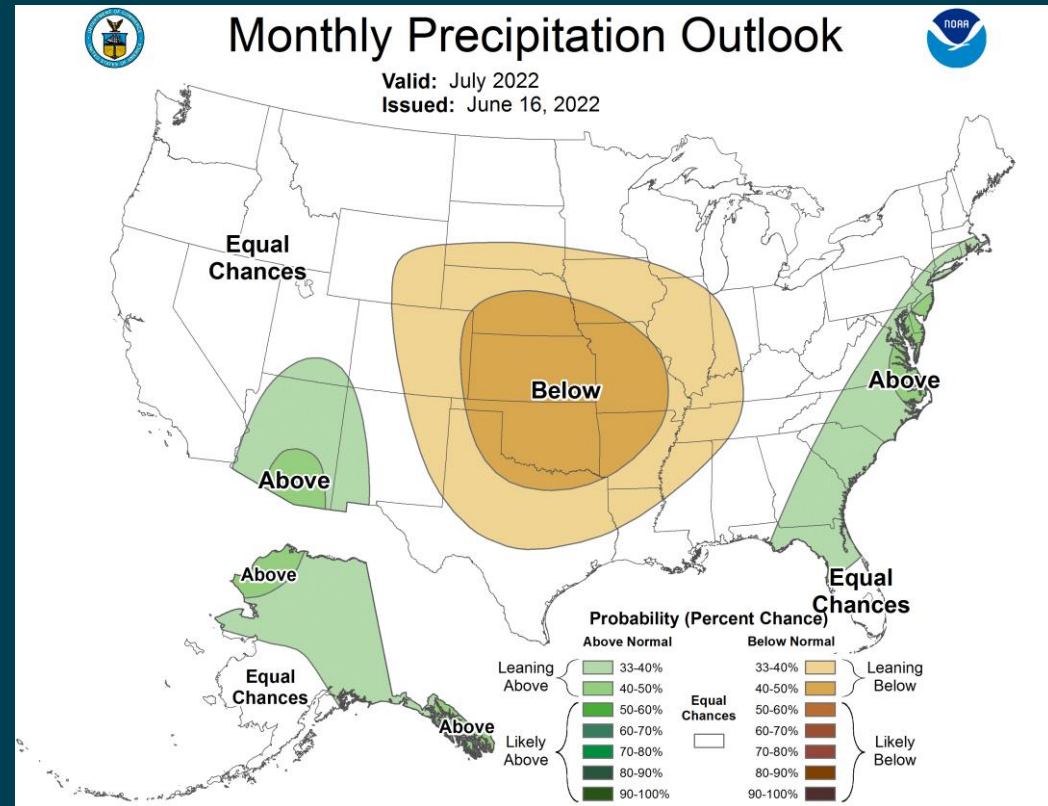 Monthly Precipitation Outlook
Valid: July 2022
Issued: June 16, 2022
NOAA
Equal
Chances
Below
Above
Above
Above
Equal
Chances
Above
Equal
Chances
Probability (Percent Chance)
Above Normal
Below Normal
Leaning
Above
33-40%
40-50%
Likely
Above
50-60%
60-70%
70-80%
80-90%
90-100%
Equal
Chances
33-40%
40-50%
Leaning
Below
50-60%
60-70%
70-80%
80-90%
90-100%
Likely
Below